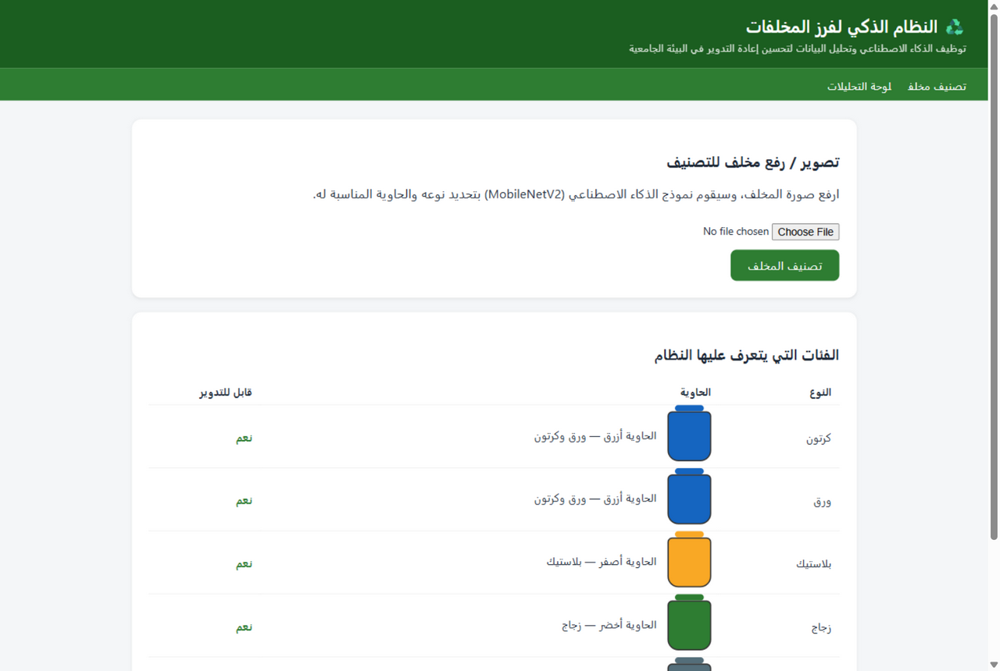 النظام الذكي لفرز المخلفات
توظيف الذكاء الاصطناعي وتحليل البيانات لتحسين إعادة التدوير في البيئة الجامعية
تصنيف مخلف لوحة التحليلات
تصوير / رفع مخلف للتصنيف
ارفع صورة المخلف، وسيقوم نموذج الذكاء الاصطناعي (MobileNetV2) بتحديد نوعه والحاوية المناسبة له.
Choose File No file chosen
تصنيف المخلف
الفئات التي يتعرف عليها النظام
النوع الحاوية قابل للتدوير
كرتون الحاوية أزرق — ورق وكرتون نعم
ورق الحاوية أزرق — ورق وكرتون نعم
بلاستيك الحاوية أصفر — بلاستيك نعم
زجاج الحاوية أخضر — زجاج نعم